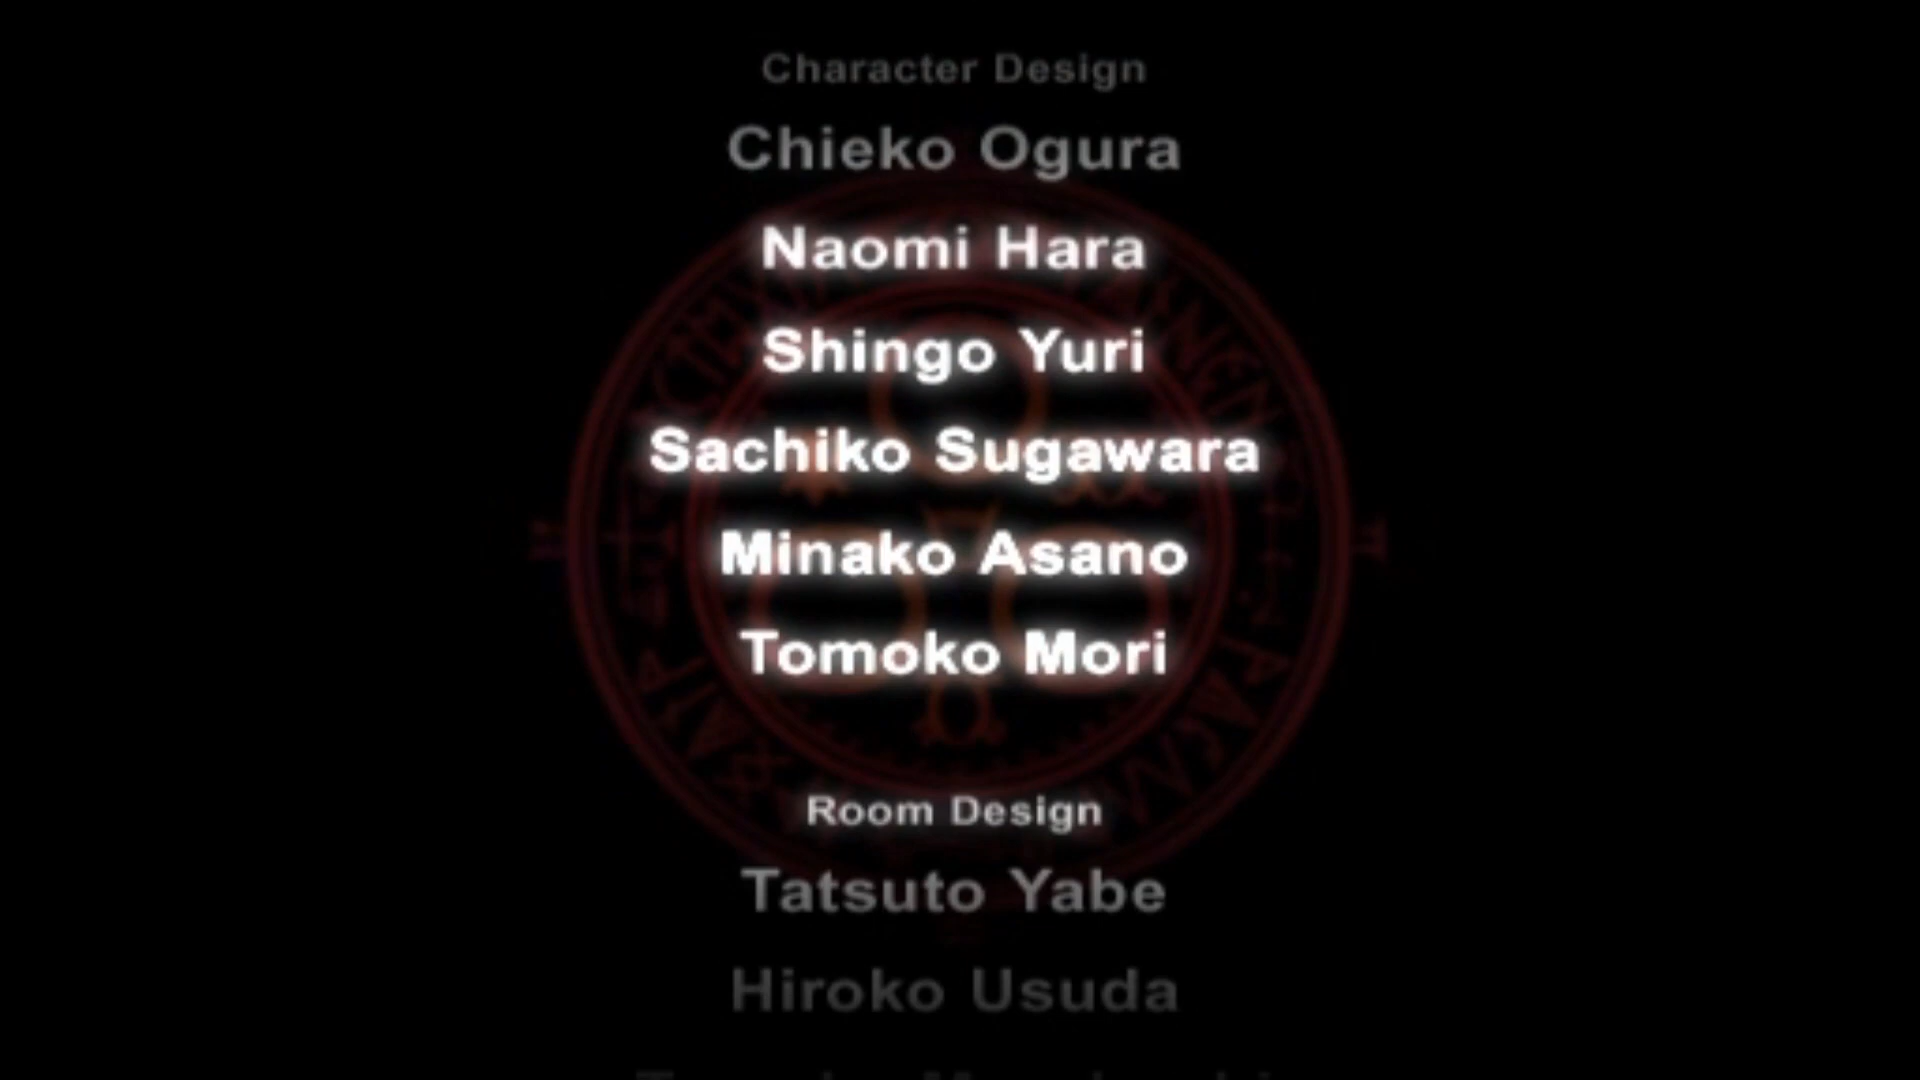 Character Design
Chieko Ogura
Naomi Hara
Shingo Yuri
Sachiko Sugawara
Minako Asano
Tomoko Mori
Room Design
Tatsuto Yabe
Hiroko Usuda